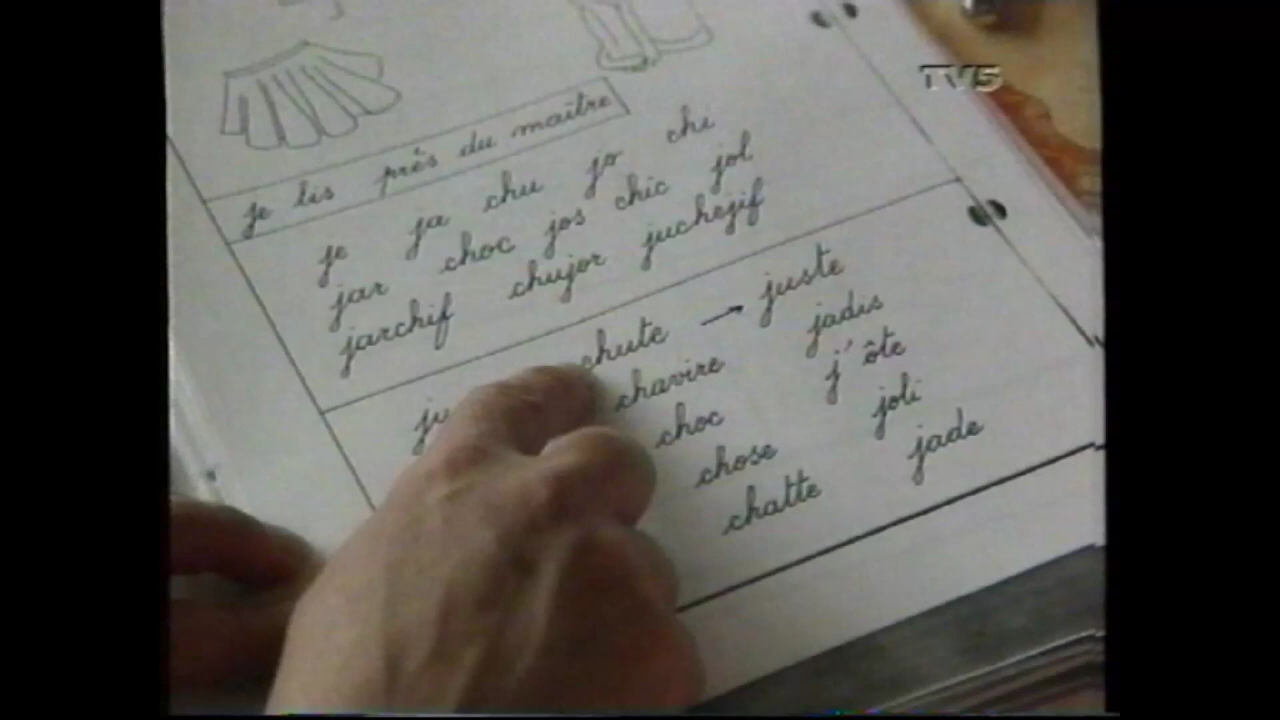 TV5
je lis près du maître
je ja chu jo chi
jar choc jos chic jol
jarchif chujor juchejif
chute → juste
chavire jadis
choc j'ôte
chose joli
chatte jade